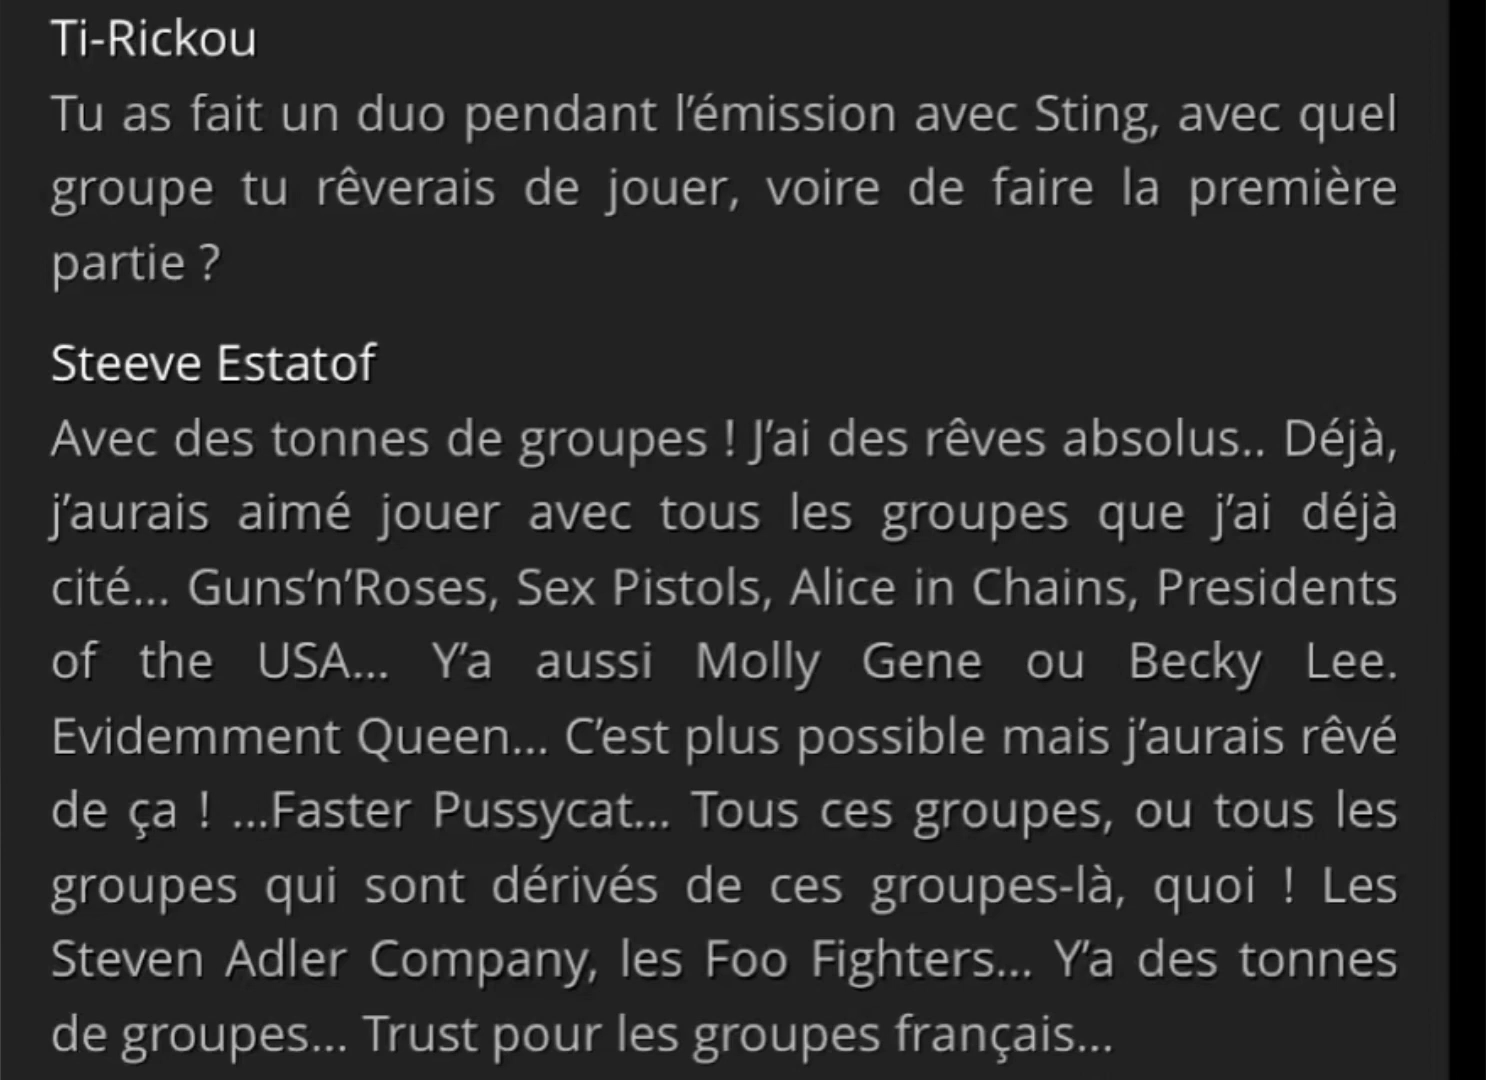 Ti-Rickou
Tu as fait un duo pendant l’émission avec Sting, avec quel
groupe tu rêverais de jouer, voire de faire la première
partie ?
Steeve Estatof
Avec des tonnes de groupes ! J’ai des rêves absolus.. Déjà,
j’aurais aimé jouer avec tous les groupes que j’ai déjà
cité... Guns’n’Roses, Sex Pistols, Alice in Chains, Presidents
of the USA... Y’a aussi Molly Gene ou Becky Lee.
Evidemment Queen... C’est plus possible mais j’aurais rêvé
de ça ! ...Faster Pussycat... Tous ces groupes, ou tous les
groupes qui sont dérivés de ces groupes-là, quoi ! Les
Steven Adler Company, les Foo Fighters... Y’a des tonnes
de groupes... Trust pour les groupes français...